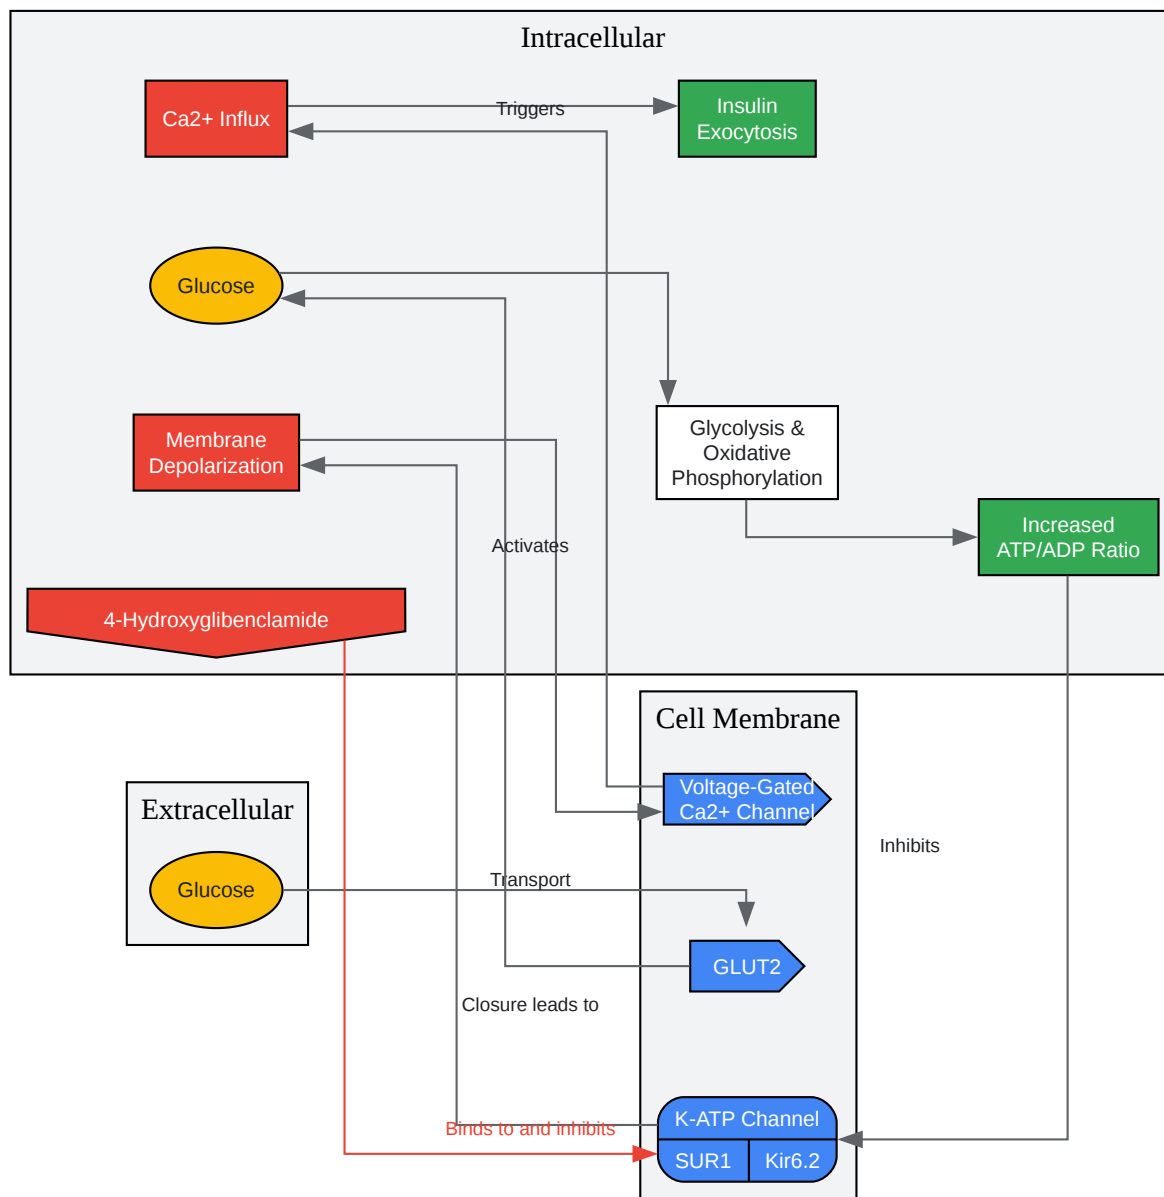 Intracellular
Ca2+ Influx
Triggers
Insulin
Exocytosis
Glucose
Membrane
Depolarization
Glycolysis &
Oxidative
Phosphorylation
Increased
ATP/ADP Ratio
Activates
4-Hydroxyglibenclamide
Cell Membrane
Voltage-Gated
Ca2+ Channel
Extracellular
Inhibits
Glucose
Transport
GLUT2
Closure leads to
K-ATP Channel
Binds to and inhibits
SUR1
Kir6.2